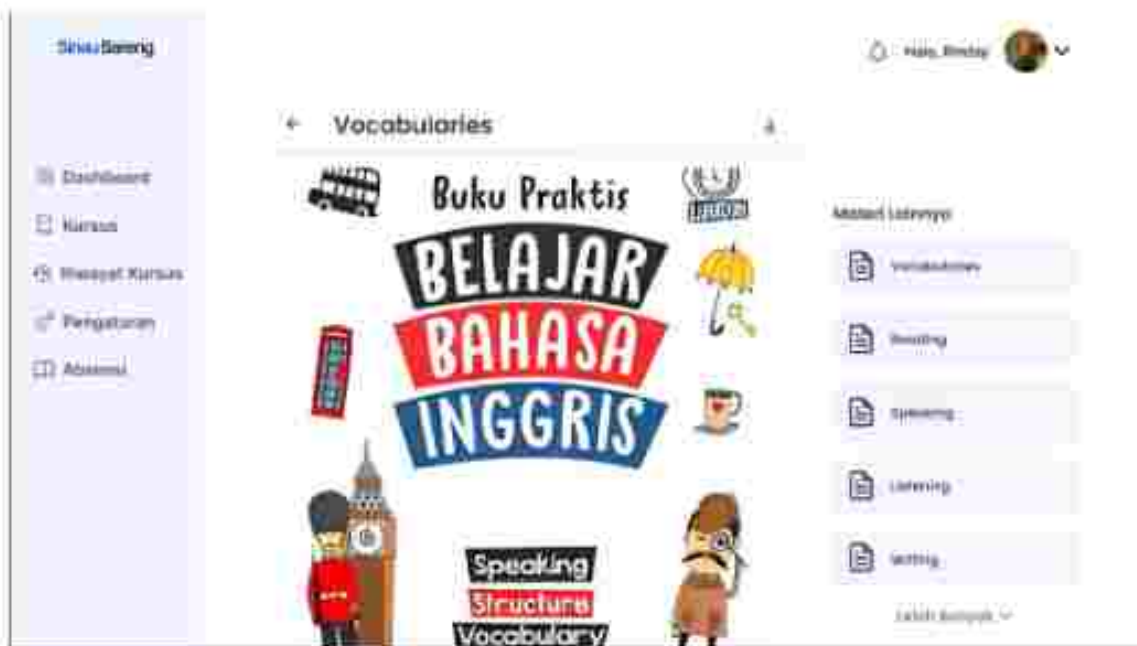 SinauBareng
Dashboard
Kursus
Riwayat Kursus
Pengaturan
Absensi
Halo,
Vocabularies
Buku Praktis
BELAJAR
BAHASA
INGGRIS
Speaking
Structure
Vocabulary
Materi Lainnya
Vocabularies
Reading
Speaking
Listening
Writing
Lebih Banyak